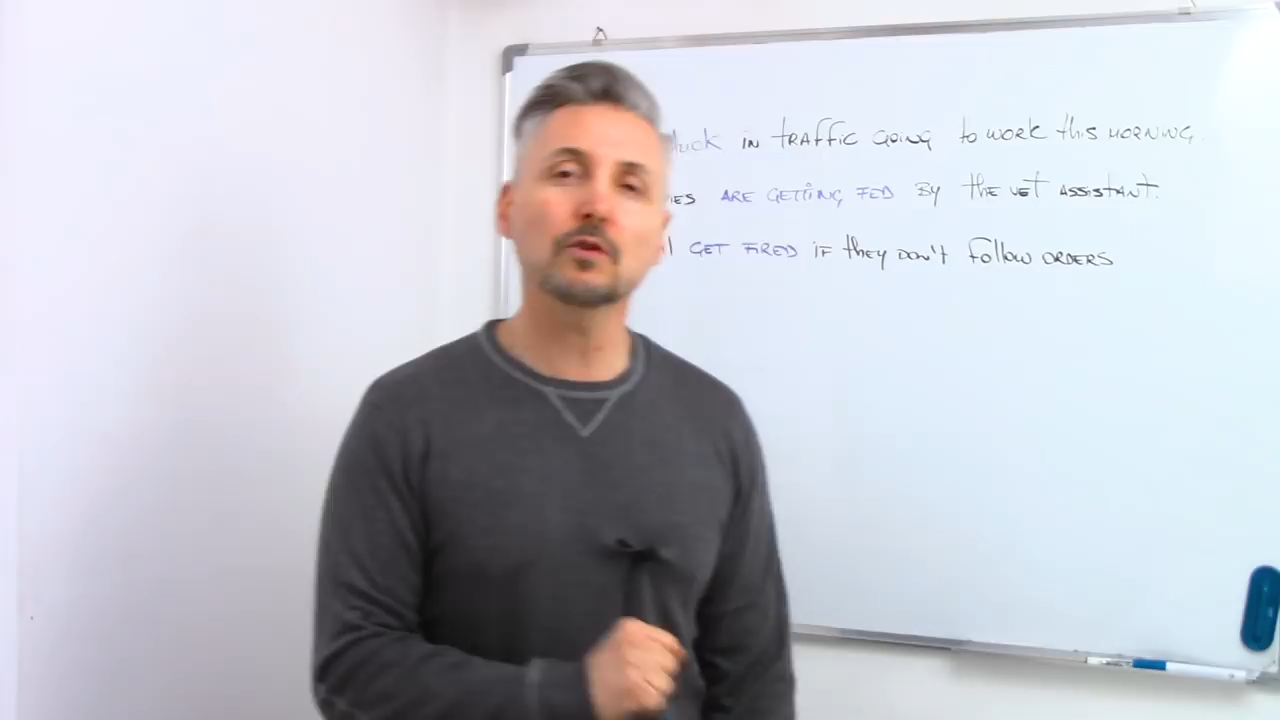 in traffic going to work this morning.
are getting fed by the vet assistant.
get fired if they don't follow orders